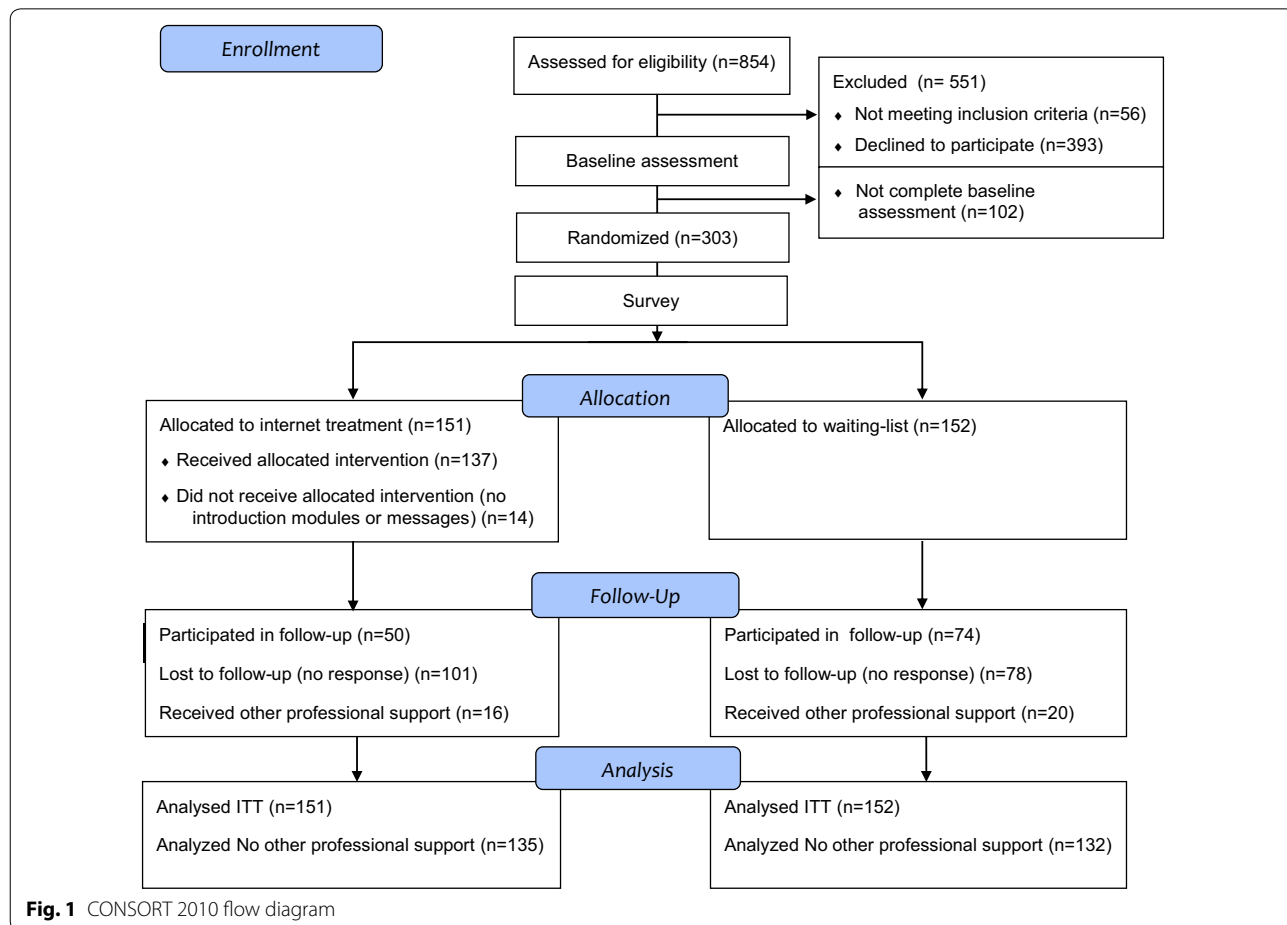 Enrollment
Assessed for eligibility (n=854)
Excluded (n= 551)
♦ Not meeting inclusion criteria (n=56)
♦ Declined to participate (n=393)
Baseline assessment
♦ Not complete baseline
assessment (n=102)
Randomized (n=303)
Survey
Allocation
Allocated to internet treatment (n=151)
♦ Received allocated intervention (n=137)
♦ Did not receive allocated intervention (no
introduction modules or messages) (n=14)
Allocated to waiting-list (n=152)
Follow-Up
Participated in follow-up (n=50)
Lost to follow-up (no response) (n=101)
Received other professional support (n=16)
Participated in follow-up (n=74)
Lost to follow-up (no response) (n=78)
Received other professional support (n=20)
Analysis
Analysed ITT (n=151)
Analyzed No other professional support (n=135)
Analysed ITT (n=152)
Analyzed No other professional support (n=132)
Fig. 1 CONSORT 2010 flow diagram